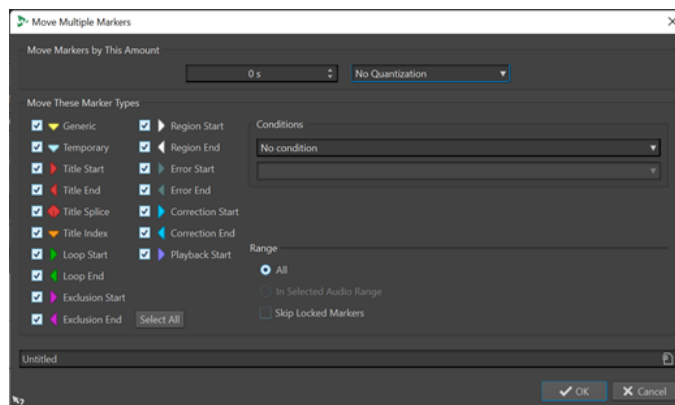 Move Multiple Markers
Move Markers by This Amount
0 s
No Quantization
Move These Marker Types
Generic
Temporary
Title Start
Title End
Title Splice
Title Index
Loop Start
Loop End
Exclusion Start
Exclusion End
Select All
Region Start
Region End
Error Start
Error End
Correction Start
Correction End
Playback Start
Conditions
No condition
Range
All
In Selected Audio Range
Skip Locked Markers
Untitled
OK
Cancel